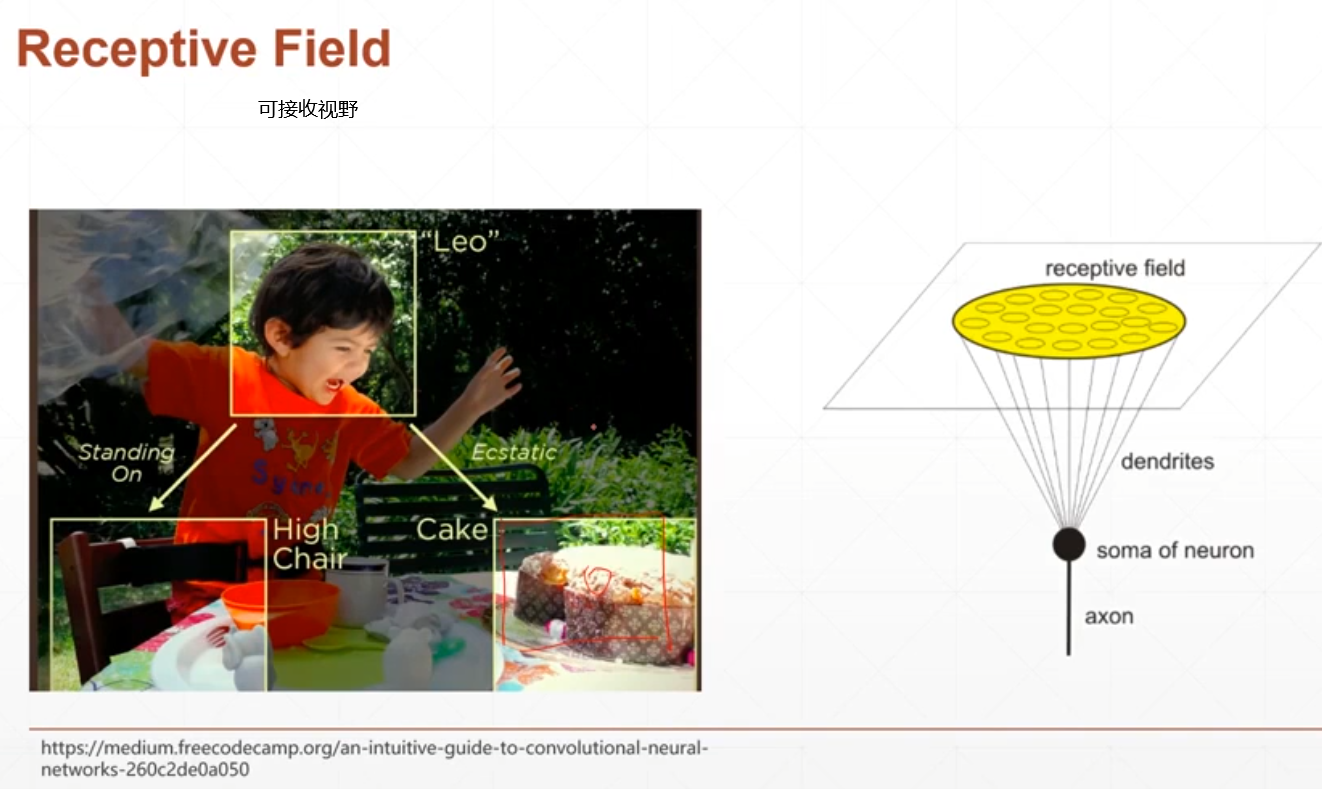 Receptive Field
可接收视野
"Leo"
Standing
On
Ecstatic
High
Chair
Cake
receptive field
dendrites
soma of neuron
axon
https://medium.freecodecamp.org/an-intuitive-guide-to-convolutional-neural-
networks-260c2de0a050